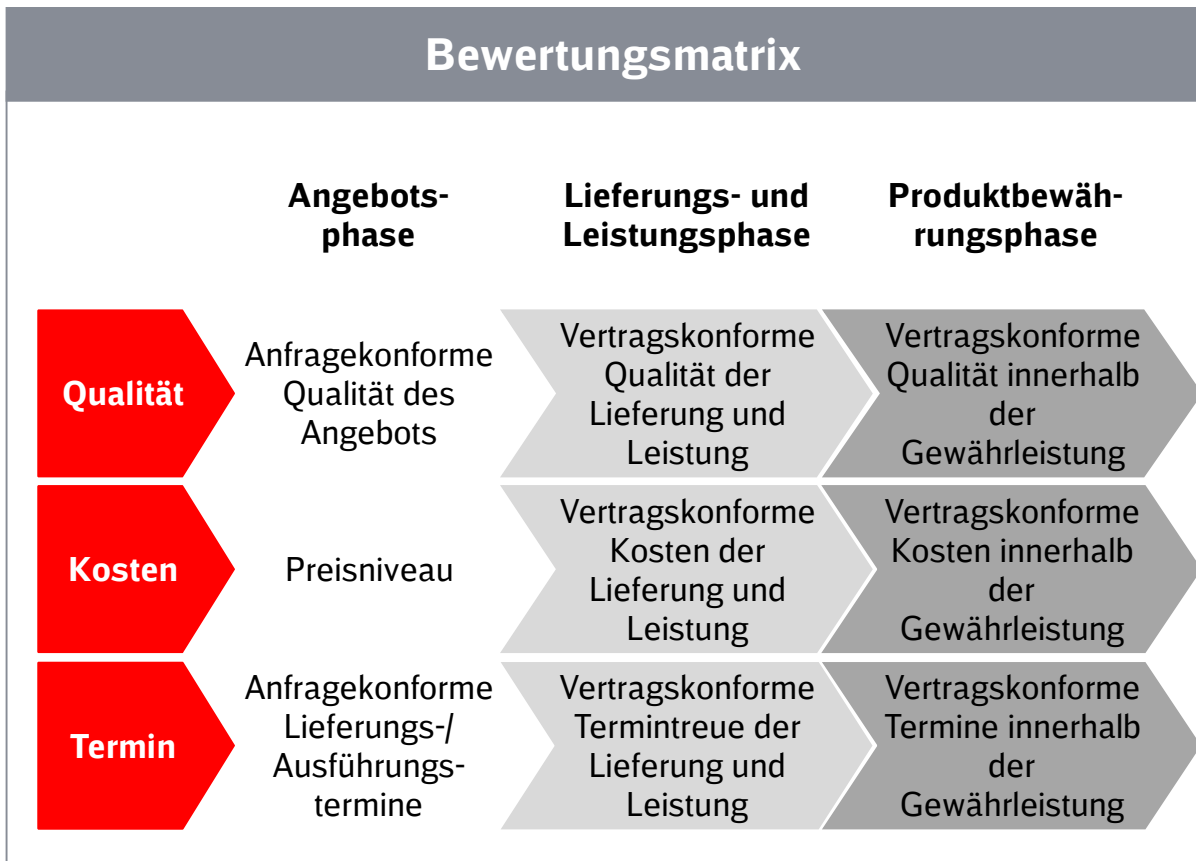 Bewertungsmatrix
Angebots-
phase
Lieferungs- und
Leistungsphase
Produktbewäh-
rungsphase
Qualität
Anfragekonforme
Qualität des
Angebots
Vertragskonforme
Qualität der
Lieferung und
Leistung
Vertragskonforme
Qualität innerhalb
der
Gewährleistung
Kosten
Preisniveau
Vertragskonforme
Kosten der
Lieferung und
Leistung
Vertragskonforme
Kosten innerhalb
der
Gewährleistung
Termin
Anfragekonforme
Lieferungs-/
Ausführungs-
termine
Vertragskonforme
Termintreue der
Lieferung und
Leistung
Vertragskonforme
Termine innerhalb
der
Gewährleistung